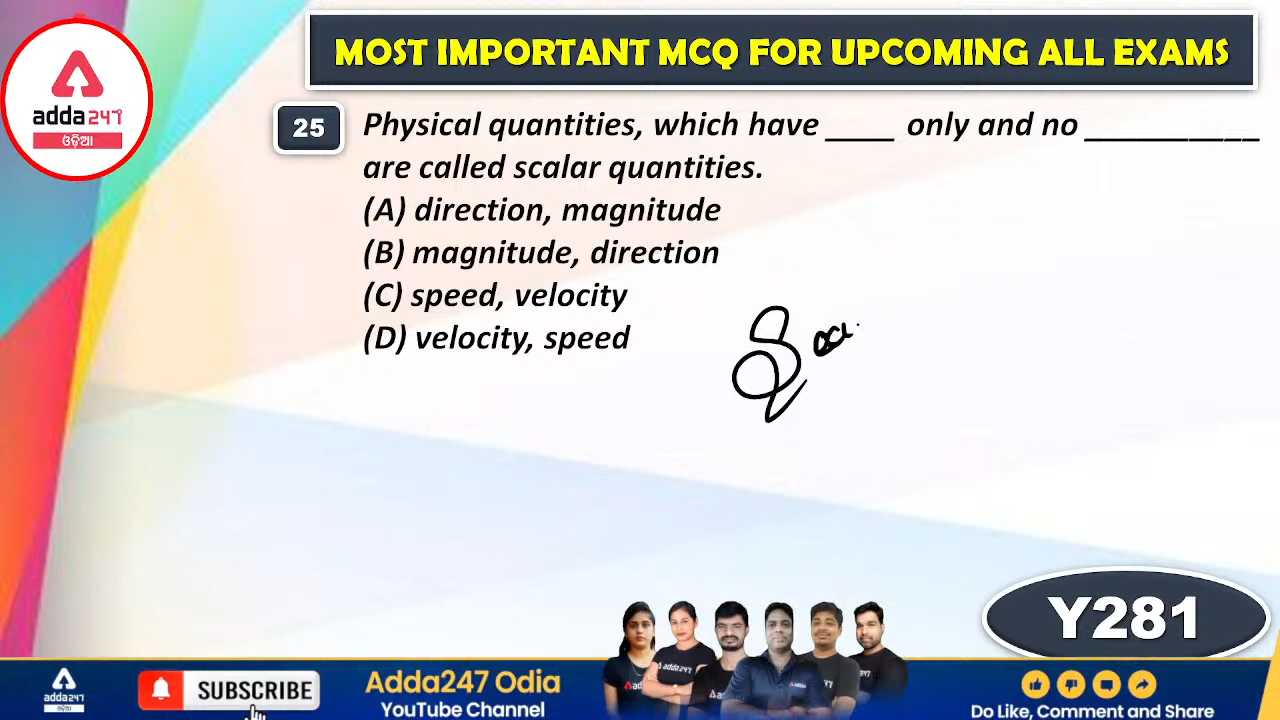 MOST IMPORTANT MCQ FOR UPCOMING ALL EXAMS
adda247
ଓଡ଼ିଆ
25
Physical quantities, which have ____ only and no __________
are called scalar quantities.
(A) direction, magnitude
(B) magnitude, direction
(C) speed, velocity
(D) velocity, speed
Y281
adda247
SUBSCRIBE
Adda247 Odia
YouTube Channel
Do Like, Comment and Share